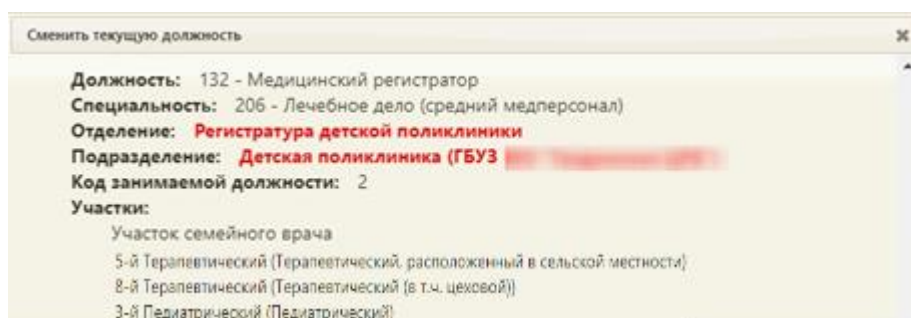 Сменить текущую должность
Должность: 132 - Медицинский регистратор
Специальность: 206 - Лечебное дело (средний медперсонал)
Отделение: Регистратура детской поликлиники
Подразделение: Детская поликлиника (ГБУЗ
Код занимаемой должности: 2
Участки:
Участок семейного врача
5-й Терапевтический (Терапевтический, расположенный в сельской местности)
8-й Терапевтический (Терапевтический (в т.ч. цеховой))
3-й Педиатрический (Педиатрический)